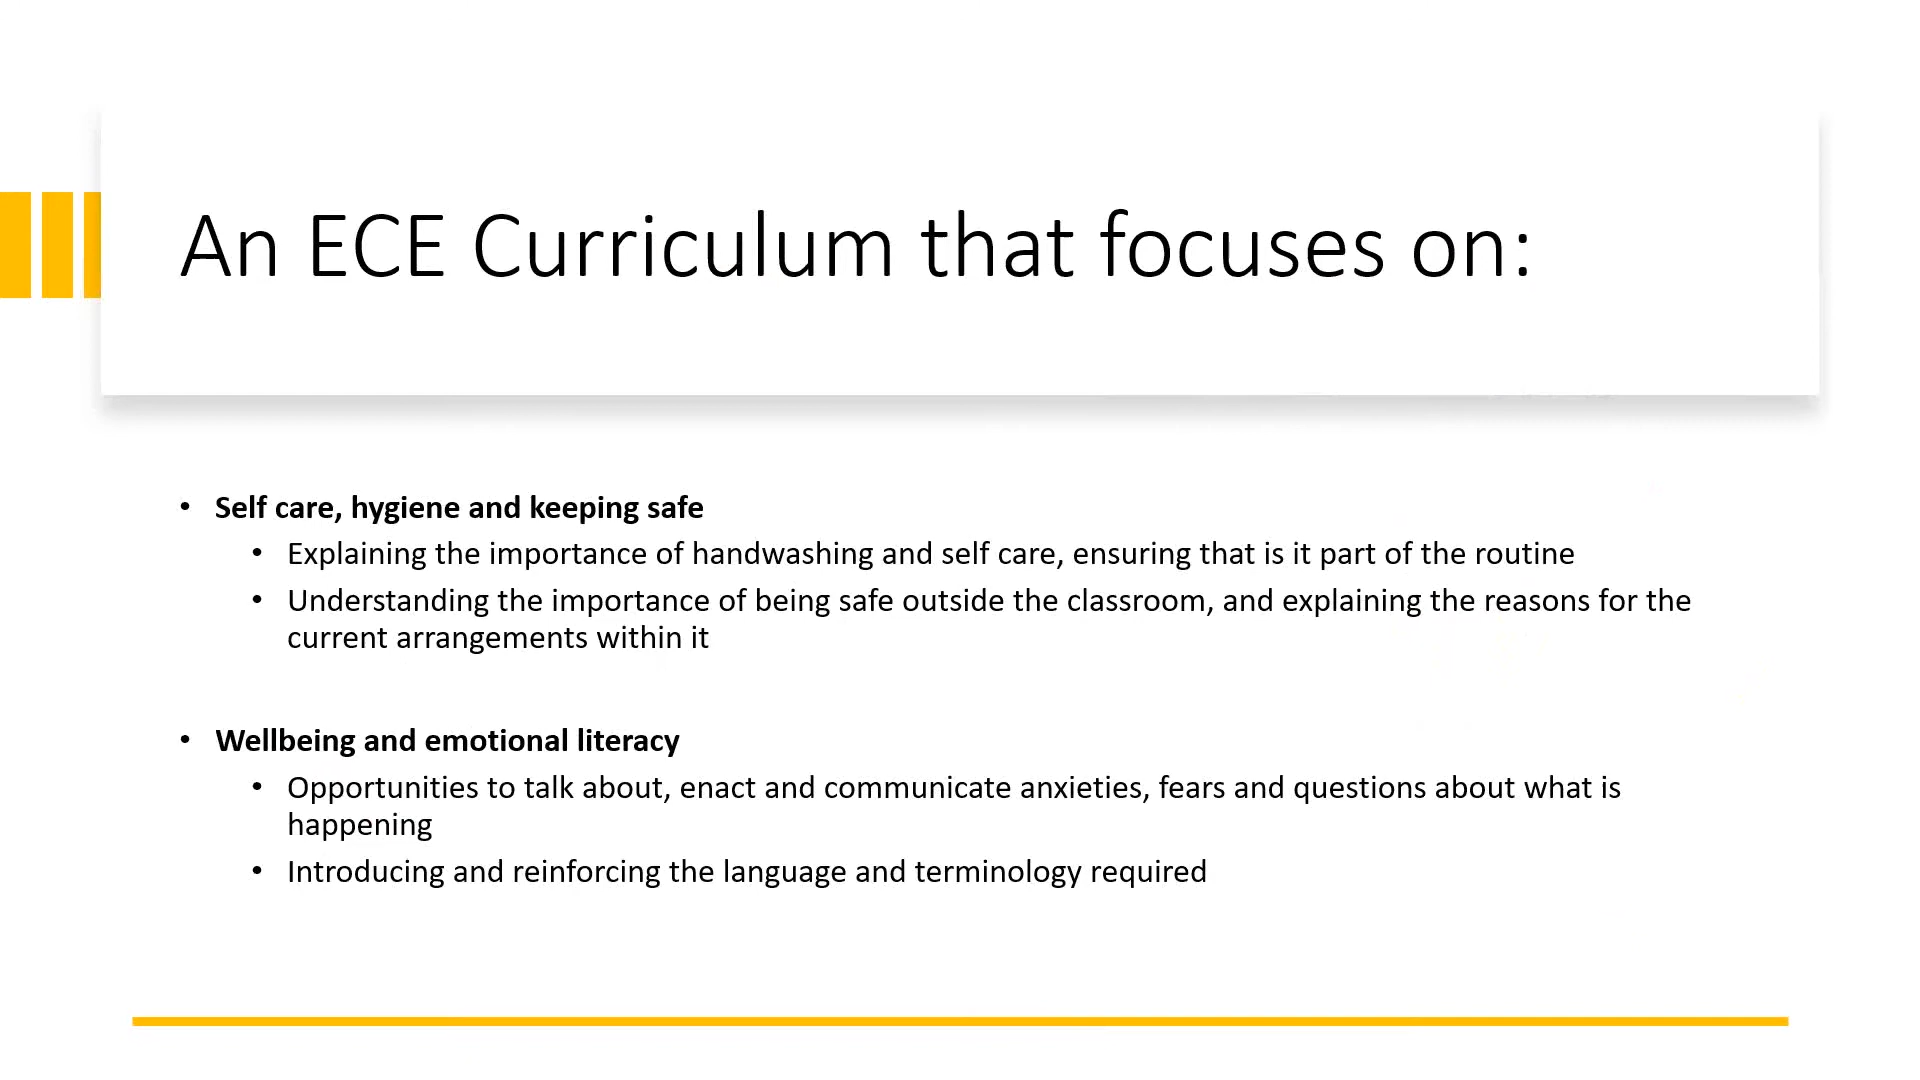 An ECE Curriculum that focuses on:
• Self care, hygiene and keeping safe
• Explaining the importance of handwashing and self care, ensuring that is it part of the routine
• Understanding the importance of being safe outside the classroom, and explaining the reasons for the
current arrangements within it
• Wellbeing and emotional literacy
• Opportunities to talk about, enact and communicate anxieties, fears and questions about what is
happening
• Introducing and reinforcing the language and terminology required